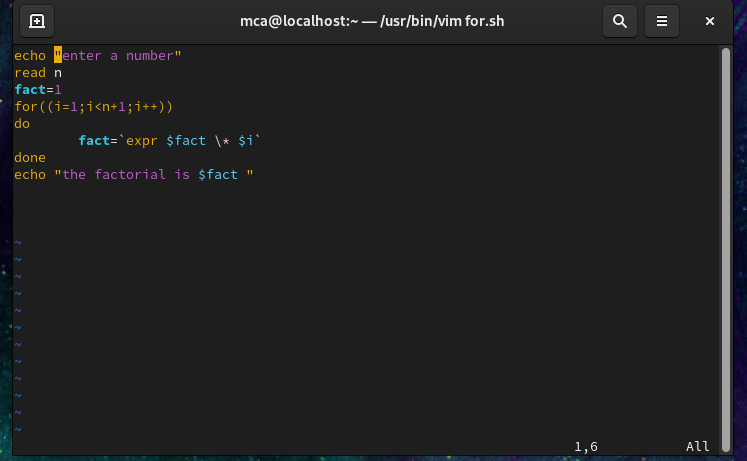 mca@localhost:~ — /usr/bin/vim for.sh
echo "enter a number"
read n
fact=1
for((i=1;i<n+1;i++))
do
        fact=`expr $fact \* $i`
done
echo "the factorial is $fact "
~
~
~
~
~
~
~
~
~
~
~
~
1,6 All